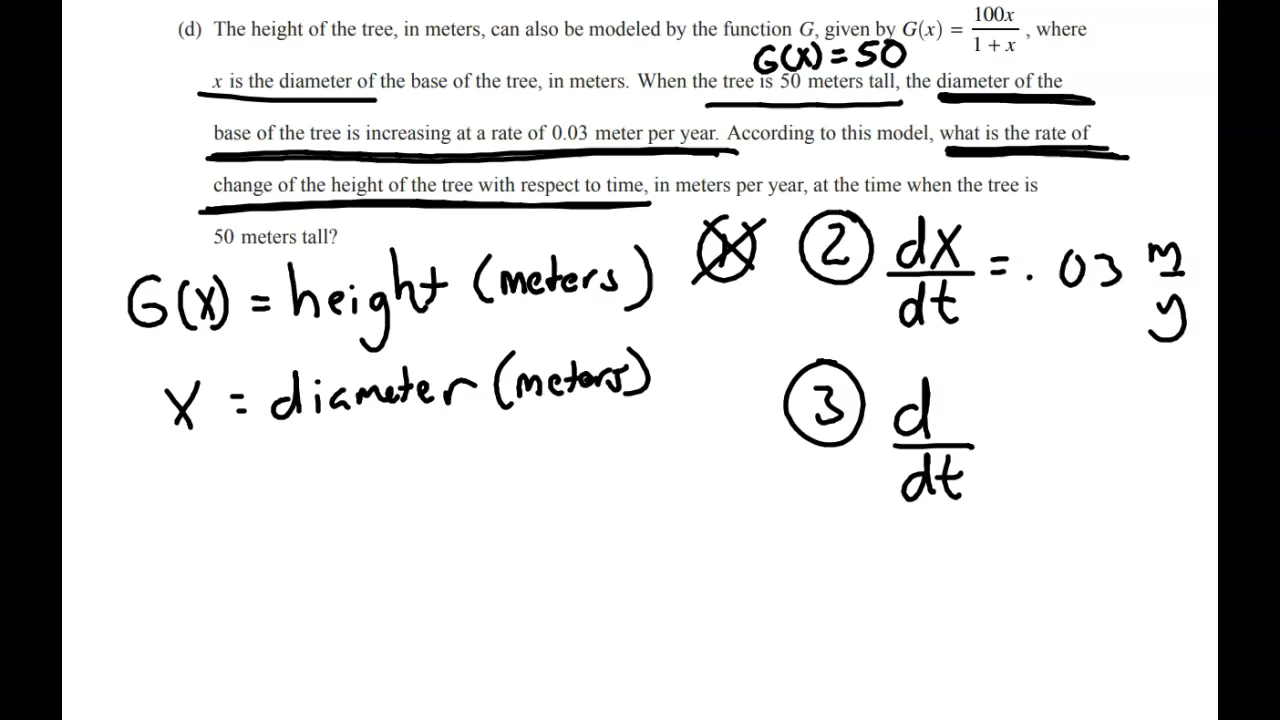 (d) The height of the tree, in meters, can also be modeled by the function G, given by G(x) = 100x / 1 + x , where
G(x) = 50
x is the diameter of the base of the tree, in meters. When the tree is 50 meters tall, the diameter of the
base of the tree is increasing at a rate of 0.03 meter per year. According to this model, what is the rate of
change of the height of the tree with respect to time, in meters per year, at the time when the tree is
50 meters tall?
G(x) = height (meters)
x = diameter (meters)
2 dx/dt = .03 m/y
3 d/dt